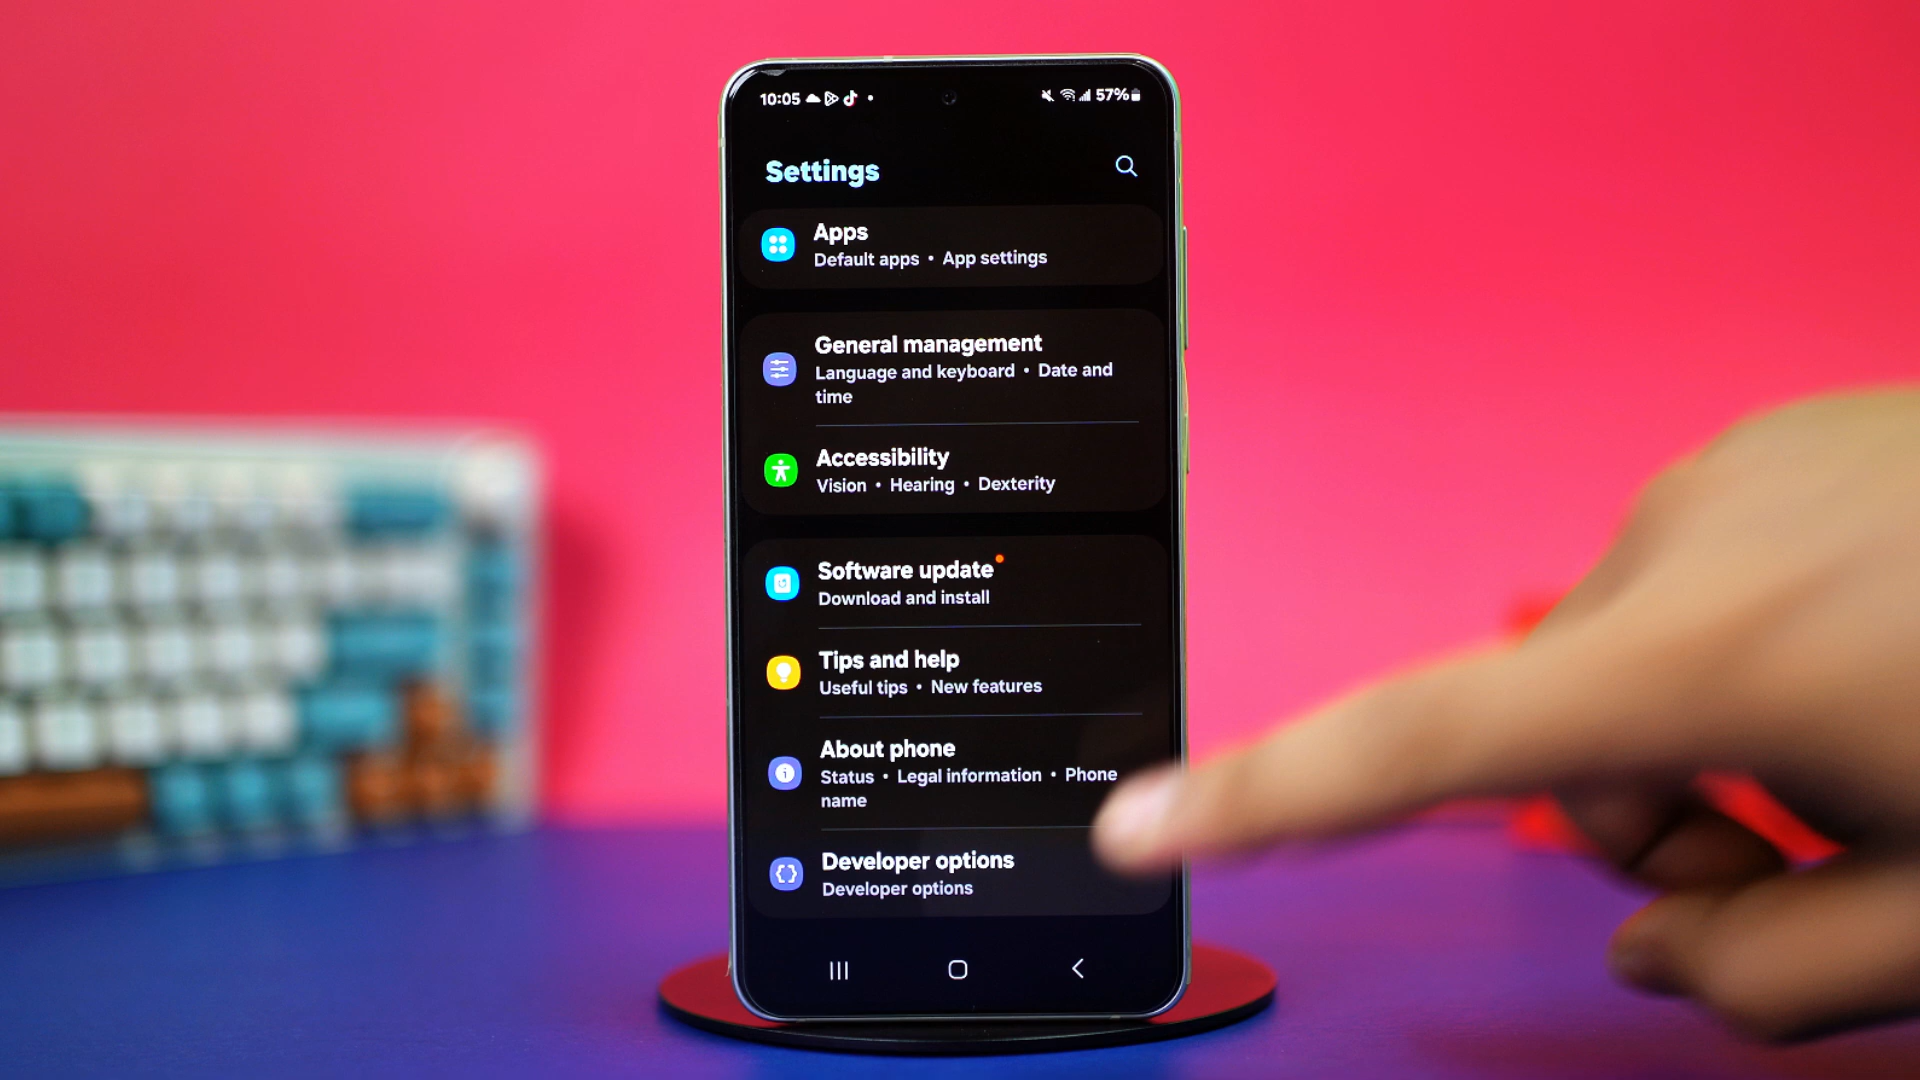 10:05
57%
Settings
Apps
Default apps • App settings
General management
Language and keyboard • Date and
time
Accessibility
Vision • Hearing • Dexterity
Software update
Download and install
Tips and help
Useful tips • New features
About phone
Status • Legal information • Phone
name
Developer options
Developer options